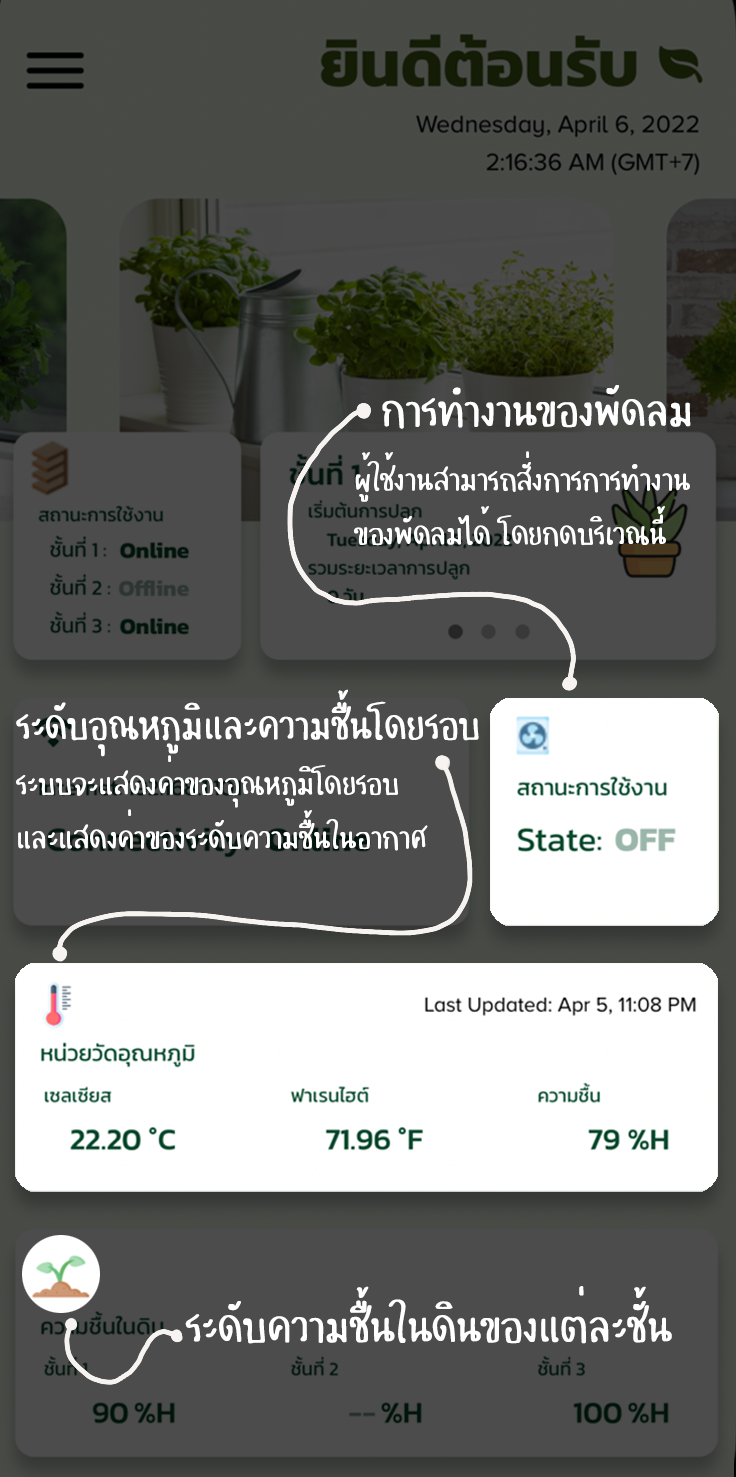 ยินดีต้อนรับ
Wednesday, April 6, 2022
2:16:36 AM (GMT+7)
การทำงานของพัดลม
ผู้ใช้งานสามารถสั่งการการทำงาน
ของพัดลมได้ โดยกดบริเวณนี้
สถานะการใช้งาน
ชั้นที่ 1 : Online
ชั้นที่ 2 : Offline
ชั้นที่ 3 : Online
ชั้นที่ 1
เริ่มต้นการปลูก
รวมระยะเวลาการปลูก
0 วัน
ระดับอุณหภูมิและความชื้นโดยรอบ
ระบบจะแสดงค่าของอุณหภูมิโดยรอบ
และแสดงค่าของระดับความชื้นในอากาศ
สถานะการใช้งาน
State: OFF
Last Updated: Apr 5, 11:08 PM
หน่วยวัดอุณหภูมิ
เซลเซียส ฟาเรนไฮต์ ความชื้น
22.20 °C 71.96 °F 79 %H
ระดับความชื้นในดินของแต่ละชั้น
ความชื้นในดิน
ชั้นที่ 1 ชั้นที่ 2 ชั้นที่ 3
90 %H -- %H 100 %H